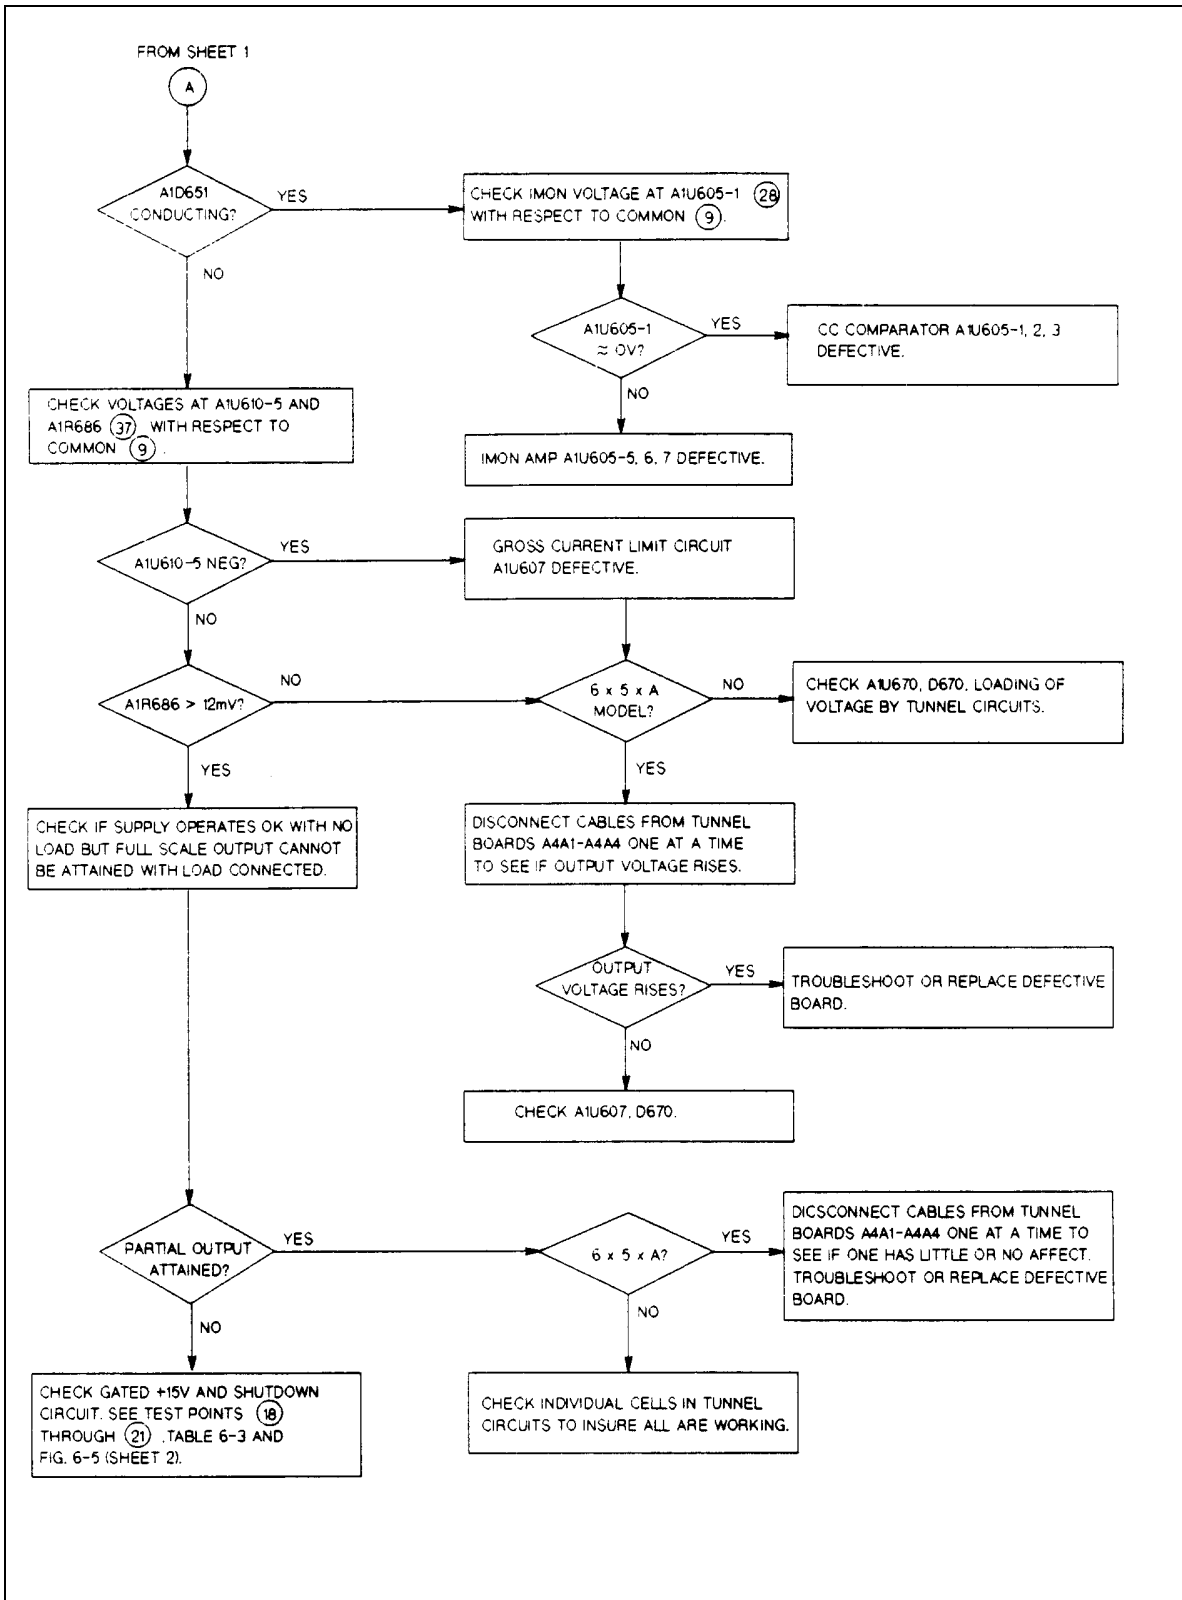 FROM SHEET 1
A
A1D651
CONDUCTING?
YES
NO
CHECK IMON VOLTAGE AT A1U605-1 28
WITH RESPECT TO COMMON 9.
A1U605-1
≈ 0V?
YES
NO
CC COMPARATOR A1U605-1, 2, 3
DEFECTIVE.
IMON AMP A1U605-5, 6, 7 DEFECTIVE.
CHECK VOLTAGES AT A1U610-5 AND
A1R686 37 WITH RESPECT TO
COMMON 9.
A1U610-5 NEG?
YES
NO
GROSS CURRENT LIMIT CIRCUIT
A1U607 DEFECTIVE.
A1R686 > 12mV?
NO
YES
6 x 5 x A
MODEL?
NO
YES
CHECK A1U670, D670, LOADING OF
VOLTAGE BY TUNNEL CIRCUITS.
CHECK IF SUPPLY OPERATES OK WITH NO
LOAD BUT FULL SCALE OUTPUT CANNOT
BE ATTAINED WITH LOAD CONNECTED.
DISCONNECT CABLES FROM TUNNEL
BOARDS A4A1-A4A4 ONE AT A TIME
TO SEE IF OUTPUT VOLTAGE RISES.
OUTPUT
VOLTAGE RISES?
YES
NO
TROUBLESHOOT OR REPLACE DEFECTIVE
BOARD.
CHECK A1U607, D670.
PARTIAL OUTPUT
ATTAINED?
YES
NO
6 x 5 x A?
YES
NO
DICSCONNECT CABLES FROM TUNNEL
BOARDS A4A1-A4A4 ONE AT A TIME TO
SEE IF ONE HAS LITTLE OR NO AFFECT.
TROUBLESHOOT OR REPLACE DEFECTIVE
BOARD.
CHECK GATED +15V AND SHUTDOWN
CIRCUIT. SEE TEST POINTS 18
THROUGH 21 .TABLE 6-3 AND
FIG. 6-5 (SHEET 2).
CHECK INDIVIDUAL CELLS IN TUNNEL
CIRCUITS TO INSURE ALL ARE WORKING.